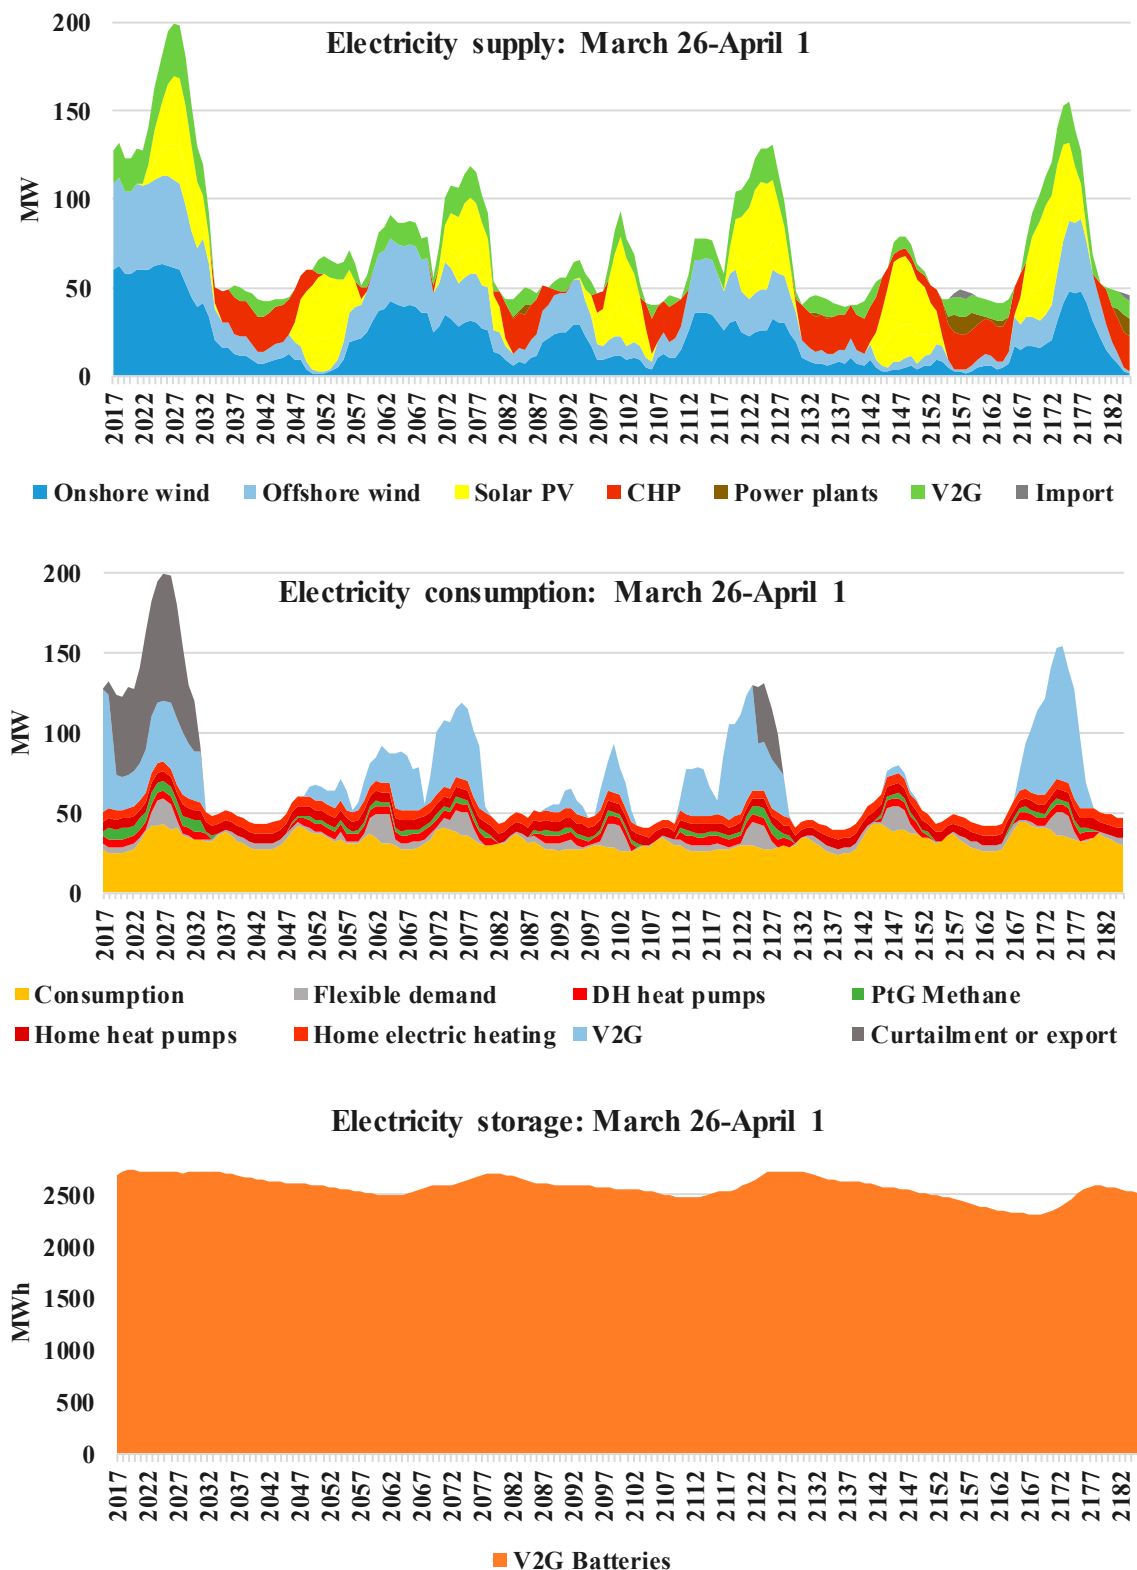 Electricity supply: March 26-April 1
200
150
100
50
0
MW
2017 2022 2027 2032 2037 2042 2047 2052 2057 2062 2067 2072 2077 2082 2087 2092 2097 2102 2107 2112 2117 2122 2127 2132 2137 2142 2147 2152 2157 2162 2167 2172 2177 2182
Onshore wind Offshore wind Solar PV CHP Power plants V2G Import
Electricity consumption: March 26-April 1
200
150
100
50
0
MW
2017 2022 2027 2032 2037 2042 2047 2052 2057 2062 2067 2072 2077 2082 2087 2092 2097 2102 2107 2112 2117 2122 2127 2132 2137 2142 2147 2152 2157 2162 2167 2172 2177 2182
Consumption Flexible demand DH heat pumps PtG Methane
Home heat pumps Home electric heating V2G Curtailment or export
Electricity storage: March 26-April 1
2500
2000
1500
1000
500
0
MWh
2017 2022 2027 2032 2037 2042 2047 2052 2057 2062 2067 2072 2077 2082 2087 2092 2097 2102 2107 2112 2117 2122 2127 2132 2137 2142 2147 2152 2157 2162 2167 2172 2177 2182
V2G Batteries